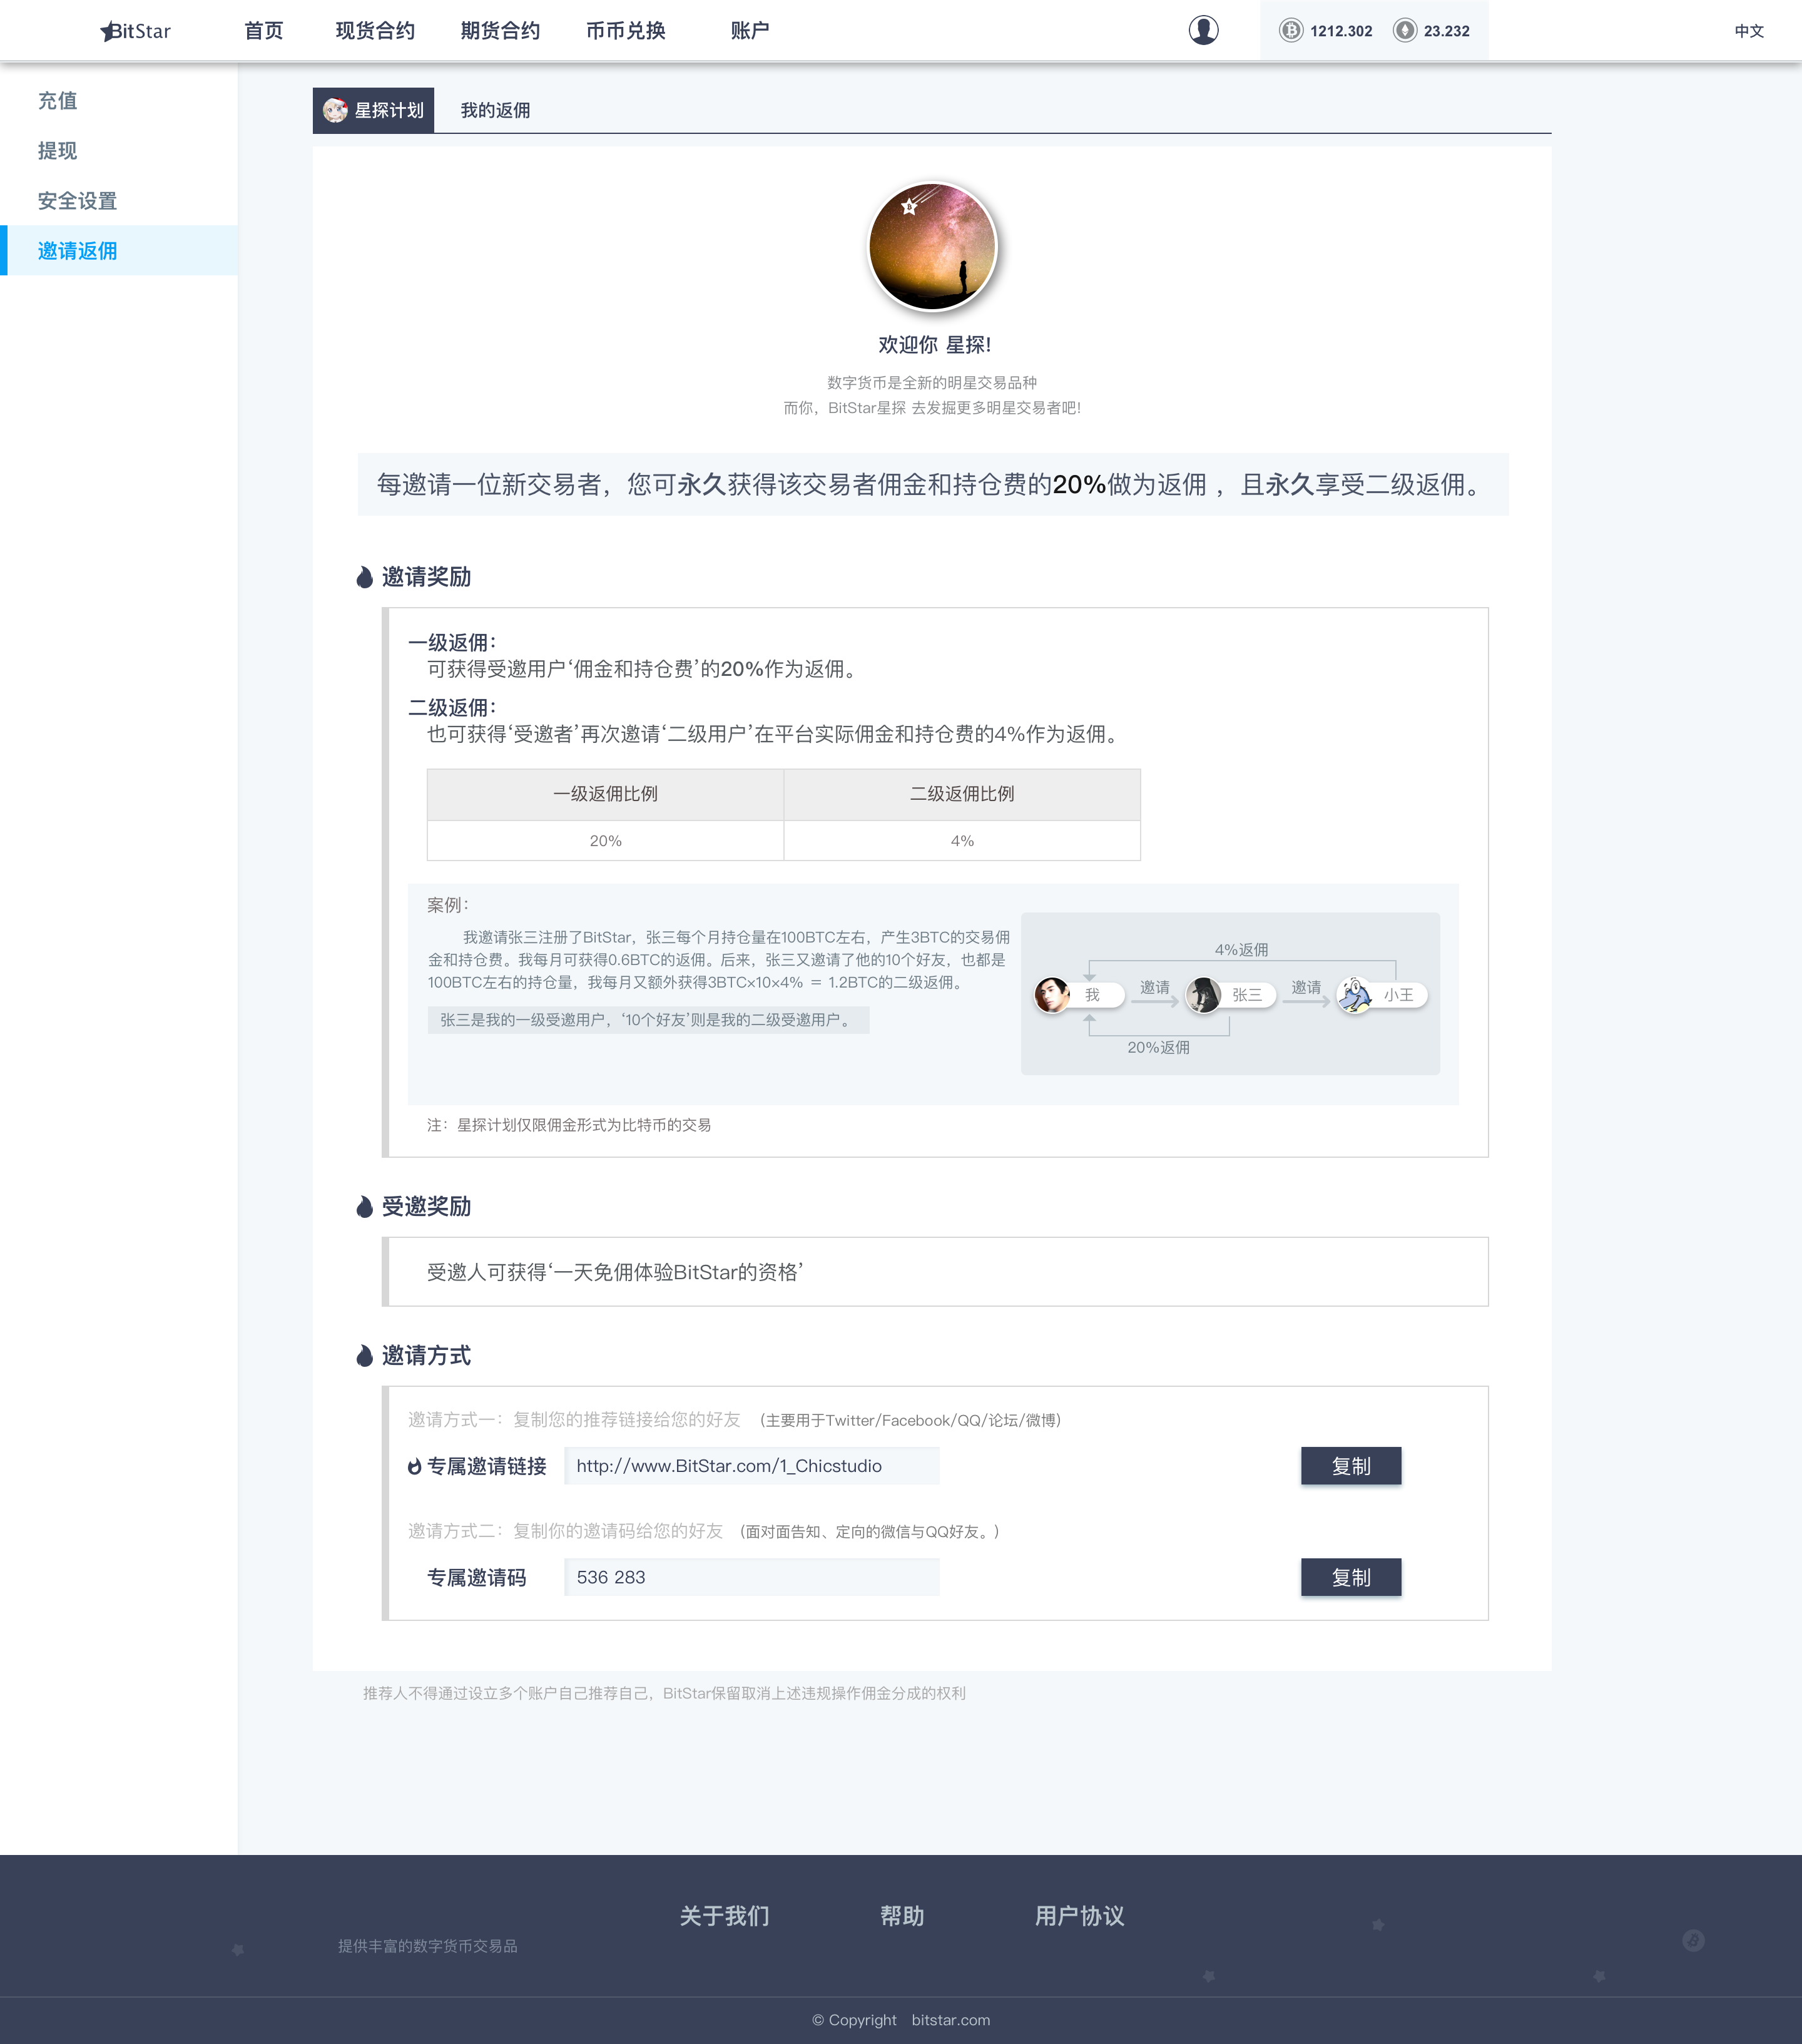 BitStar 首页 现货合约 期货合约 币币兑换 账户 1212.302 23.232 中文
充值
提现
安全设置
邀请返佣
星探计划 我的返佣
欢迎你 星探!
数字货币是全新的明星交易品种
而你，BitStar星探 去发掘更多明星交易者吧!
每邀请一位新交易者，您可永久获得该交易者佣金和持仓费的20%做为返佣 ，且永久享受二级返佣。
邀请奖励
一级返佣：
可获得受邀用户‘佣金和持仓费’的20%作为返佣。
二级返佣：
也可获得‘受邀者’再次邀请‘二级用户’在平台实际佣金和持仓费的4%作为返佣。
一级返佣比例 二级返佣比例
20% 4%
案例：
我邀请张三注册了BitStar，张三每个月持仓量在100BTC左右，产生3BTC的交易佣
金和持仓费。我每月可获得0.6BTC的返佣。后来，张三又邀请了他的10个好友，也都是
100BTC左右的持仓量，我每月又额外获得3BTC×10×4% = 1.2BTC的二级返佣。
张三是我的一级受邀用户，‘10个好友’则是我的二级受邀用户。
4%返佣
我 邀请 张三 邀请 小王
20%返佣
注：星探计划仅限佣金形式为比特币的交易
受邀奖励
受邀人可获得‘一天免佣体验BitStar的资格’
邀请方式
邀请方式一：复制您的推荐链接给您的好友 （主要用于Twitter/Facebook/QQ/论坛/微博）
专属邀请链接 http://www.BitStar.com/1_Chicstudio 复制
邀请方式二：复制你的邀请码给您的好友 （面对面告知、定向的微信与QQ好友。）
专属邀请码 536 283 复制
推荐人不得通过设立多个账户自己推荐自己，BitStar保留取消上述违规操作佣金分成的权利
关于我们 帮助 用户协议
提供丰富的数字货币交易品
© Copyright bitstar.com